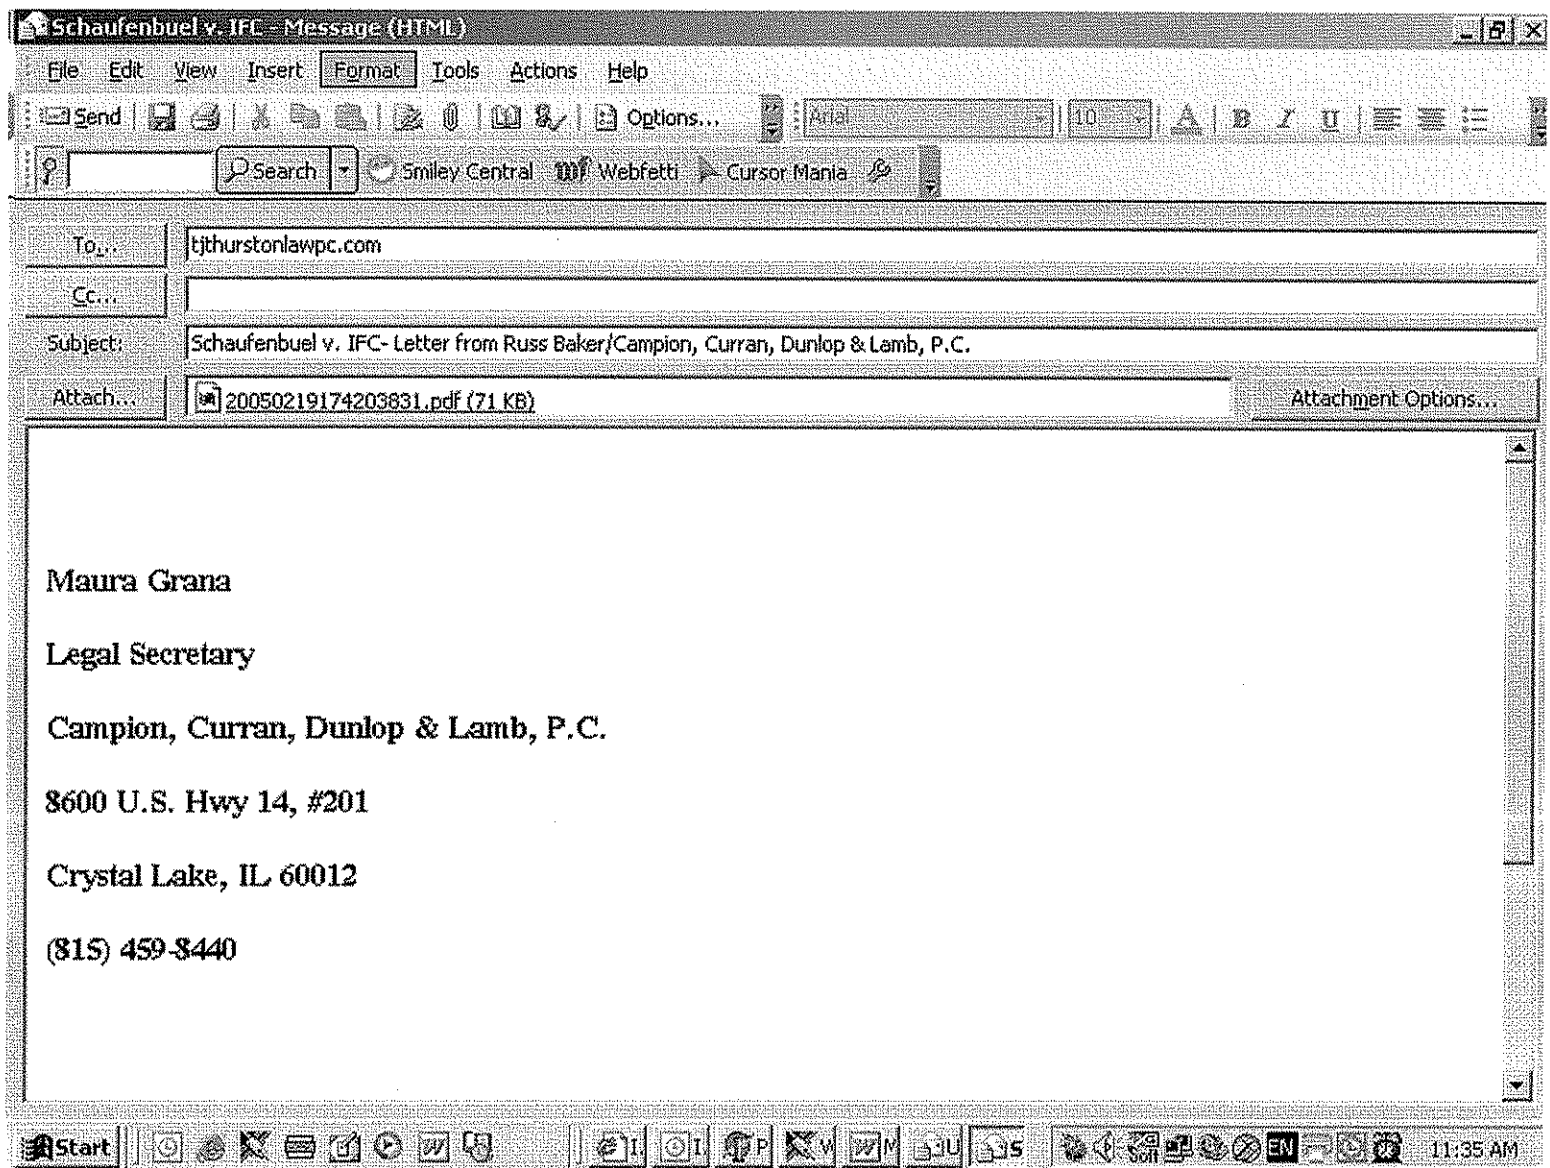 Schaufenbuel v. IFC - Message (HTML)
File Edit View Insert Format Tools Actions Help
Send Options... Arial 10 A B I U
Search Smiley Central Webfetti Cursor Mania
To... tjthurstonlawpc.com
Cc...
Subject: Schaufenbuel v. IFC- Letter from Russ Baker/Campion, Curran, Dunlop & Lamb, P.C.
Attach... 20050219174203831.pdf (71 KB) Attachment Options...
Maura Grana
Legal Secretary
Campion, Curran, Dunlop & Lamb, P.C.
8600 U.S. Hwy 14, #201
Crystal Lake, IL 60012
(815) 459-8440
Start EN 11:35 AM